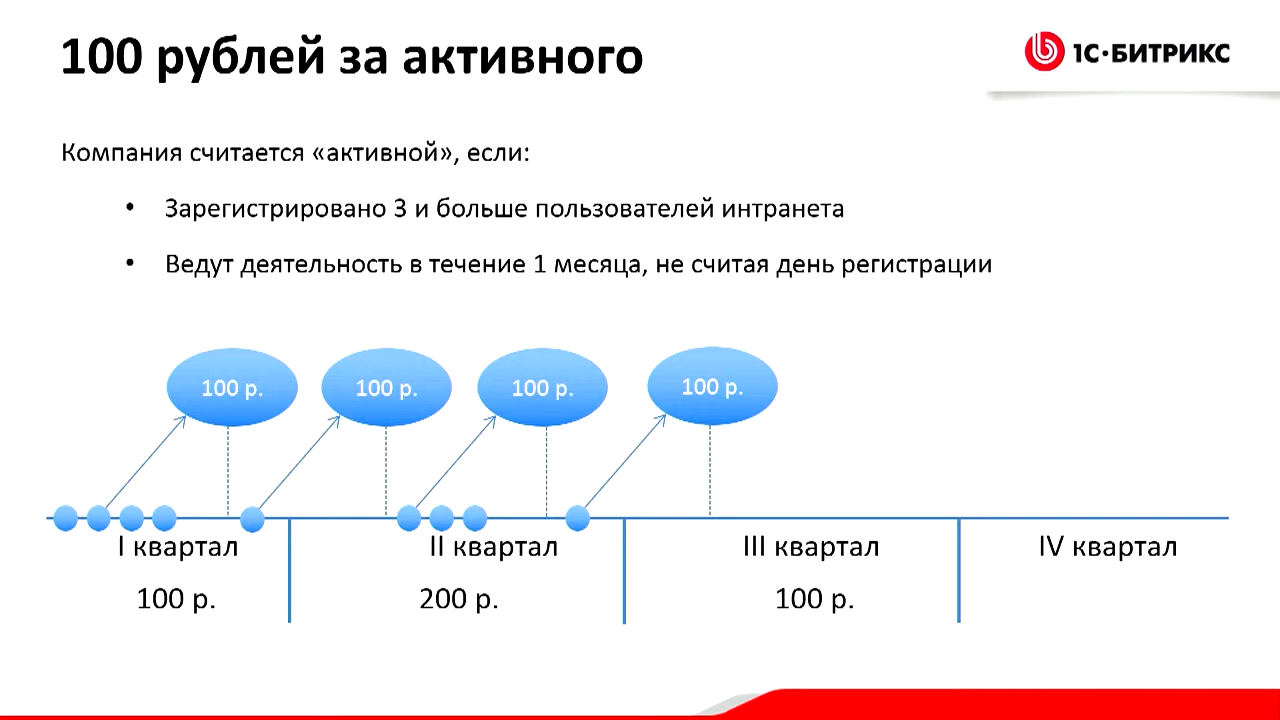 100 рублей за активного
1С·БИТРИКС
Компания считается «активной», если:
• Зарегистрировано 3 и больше пользователей интранета
• Ведут деятельность в течение 1 месяца, не считая день регистрации
100 р. 100 р. 100 р. 100 р.
I квартал II квартал III квартал IV квартал
100 р. 200 р. 100 р.